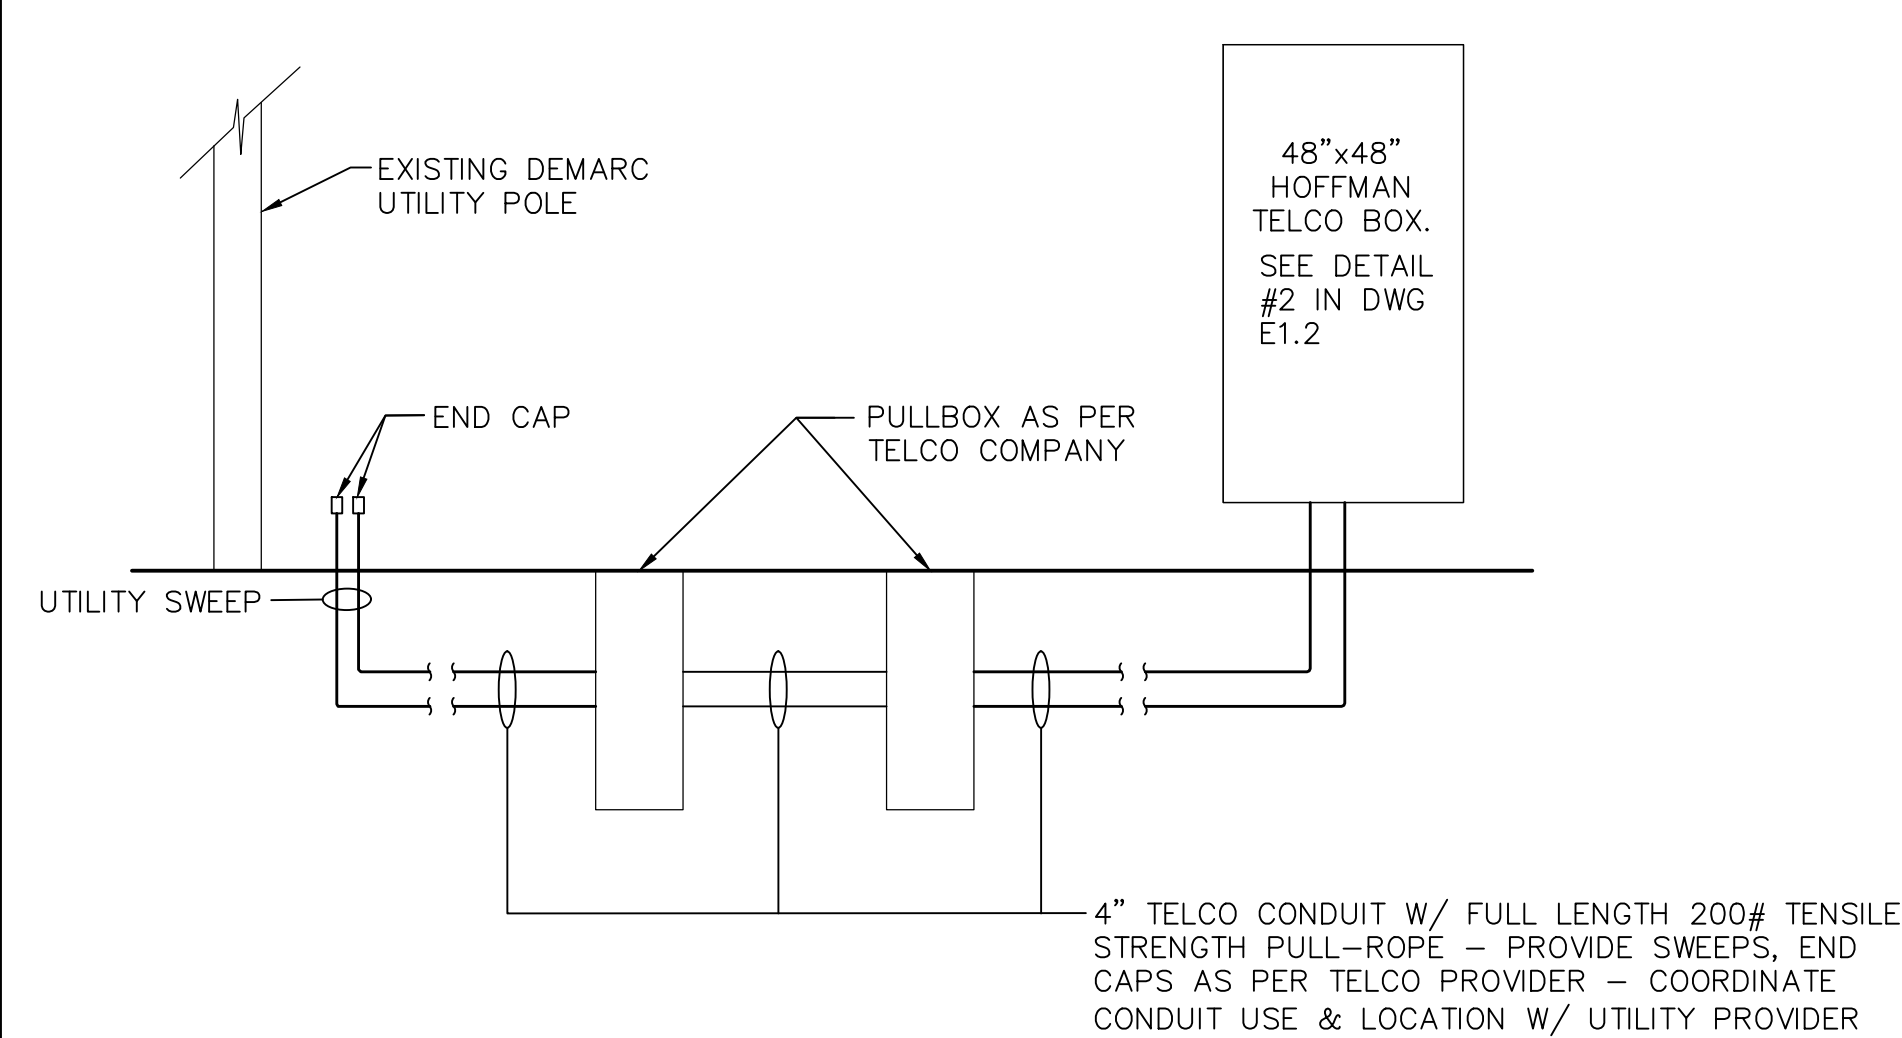 48”x48”
HOFFMAN
TELCO BOX.
SEE DETAIL
#2 IN DWG
E1.2
EXISTING DEMARC
UTILITY POLE
END CAP
PULLBOX AS PER
TELCO COMPANY
UTILITY SWEEP
4” TELCO CONDUIT W/ FULL LENGTH 200# TENSILE
STRENGTH PULL–ROPE – PROVIDE SWEEPS, END
CAPS AS PER TELCO PROVIDER – COORDINATE
CONDUIT USE & LOCATION W/ UTILITY PROVIDER